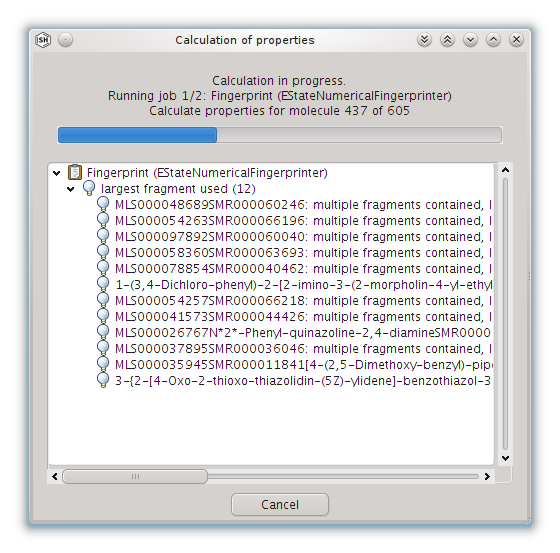 ISH
Calculation of properties
Calculation in progress.
Running job 1/2: Fingerprint (EStateNumericalFingerprinter)
Calculate properties for molecule 437 of 605
Fingerprint (EStateNumericalFingerprinter)
largest fragment used (12)
MLS000048689SMR000060246: multiple fragments contained, l
MLS000054263SMR000066196: multiple fragments contained, l
MLS000097892SMR000060040: multiple fragments contained, l
MLS000058360SMR000063693: multiple fragments contained, l
MLS000078854SMR000040462: multiple fragments contained, l
1-(3,4-Dichloro-phenyl)-2-[2-imino-3-(2-morpholin-4-yl-ethyl
MLS000054257SMR000066218: multiple fragments contained, l
MLS000041573SMR000044426: multiple fragments contained, l
MLS000026767N*2*-Phenyl-quinazoline-2,4-diamineSMR0000
MLS000037895SMR000036046: multiple fragments contained, l
MLS000035945SMR000011841[4-(2,5-Dimethoxy-benzyl)-pipe
3-{2-[4-Oxo-2-thioxo-thiazolidin-(5Z)-ylidene]-benzothiazol-3
Cancel